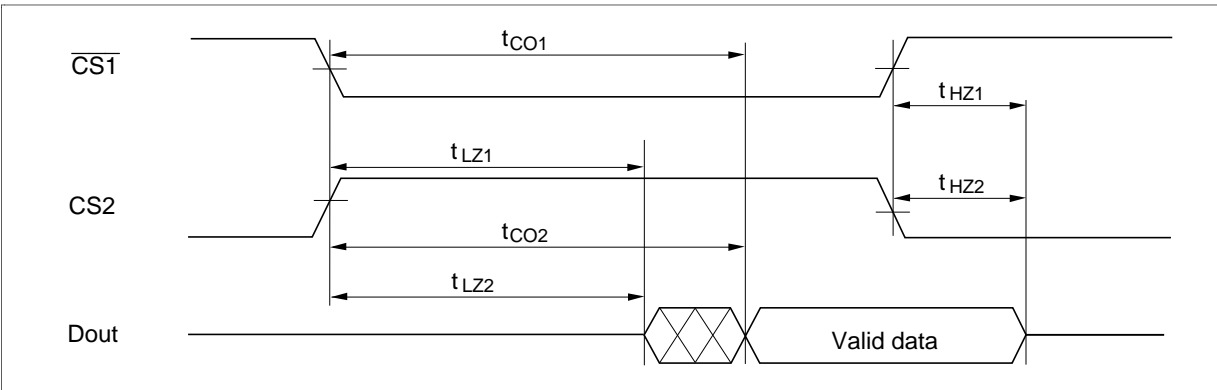 tCO1
CS1
tHZ1
tLZ1
tHZ2
CS2
tCO2
tLZ2
Dout
Valid data